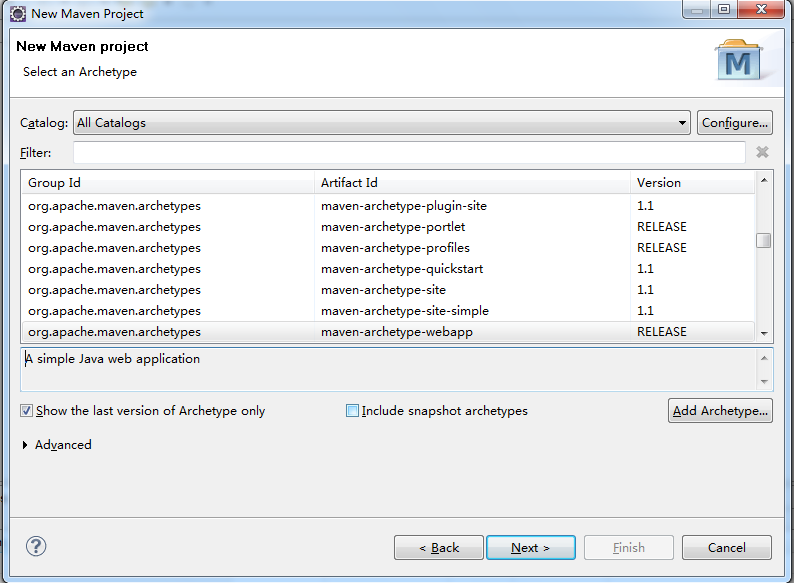 New Maven Project
New Maven project
Select an Archetype
M
Catalog: All Catalogs Configure...
Filter:
Group Id Artifact Id Version
org.apache.maven.archetypes maven-archetype-plugin-site 1.1
org.apache.maven.archetypes maven-archetype-portlet RELEASE
org.apache.maven.archetypes maven-archetype-profiles RELEASE
org.apache.maven.archetypes maven-archetype-quickstart 1.1
org.apache.maven.archetypes maven-archetype-site 1.1
org.apache.maven.archetypes maven-archetype-site-simple 1.1
org.apache.maven.archetypes maven-archetype-webapp RELEASE
A simple Java web application
Show the last version of Archetype only Include snapshot archetypes Add Archetype...
Advanced
? < Back Next > Finish Cancel